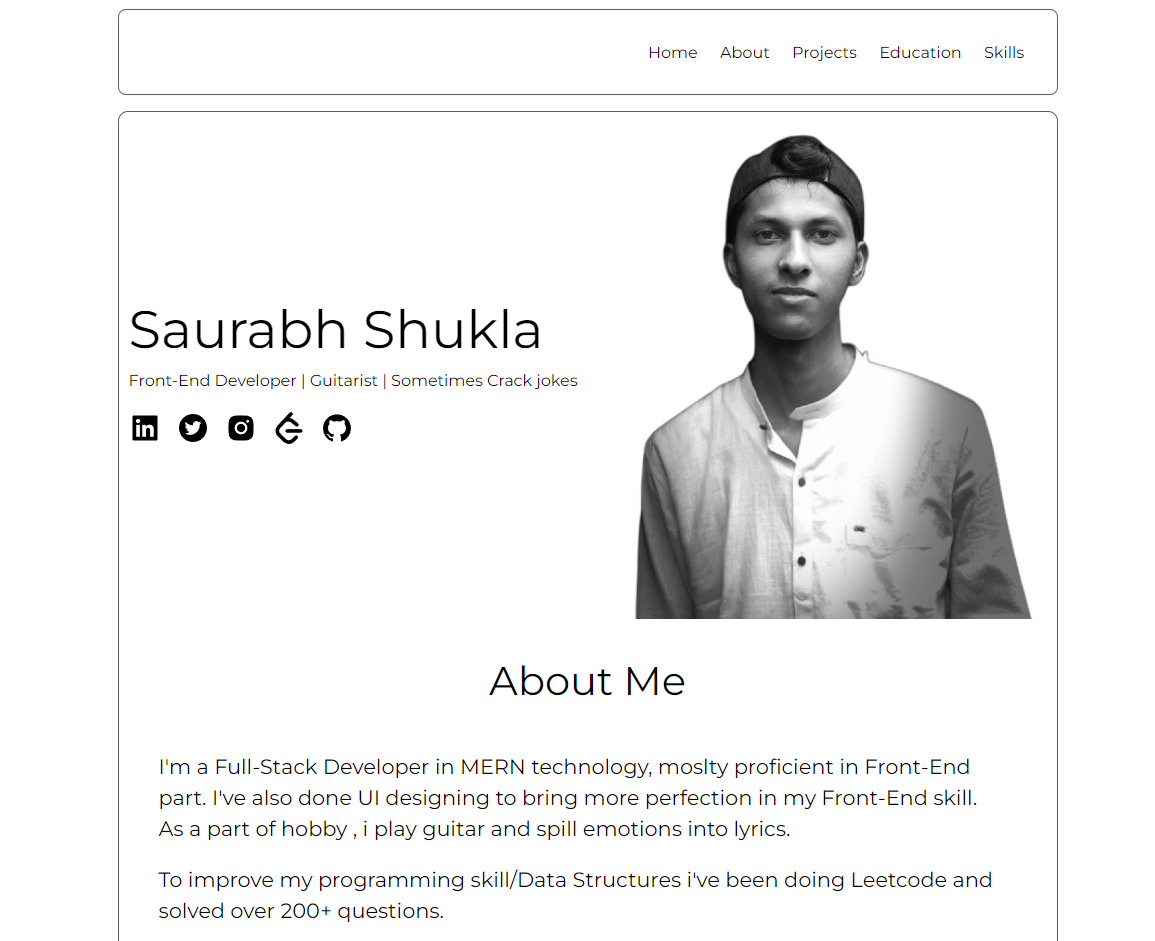 Home About Projects Education Skills
Saurabh Shukla
Front-End Developer | Guitarist | Sometimes Crack jokes
About Me
I'm a Full-Stack Developer in MERN technology, moslty proficient in Front-End
part. I've also done UI designing to bring more perfection in my Front-End skill.
As a part of hobby , i play guitar and spill emotions into lyrics.
To improve my programming skill/Data Structures i've been doing Leetcode and
solved over 200+ questions.